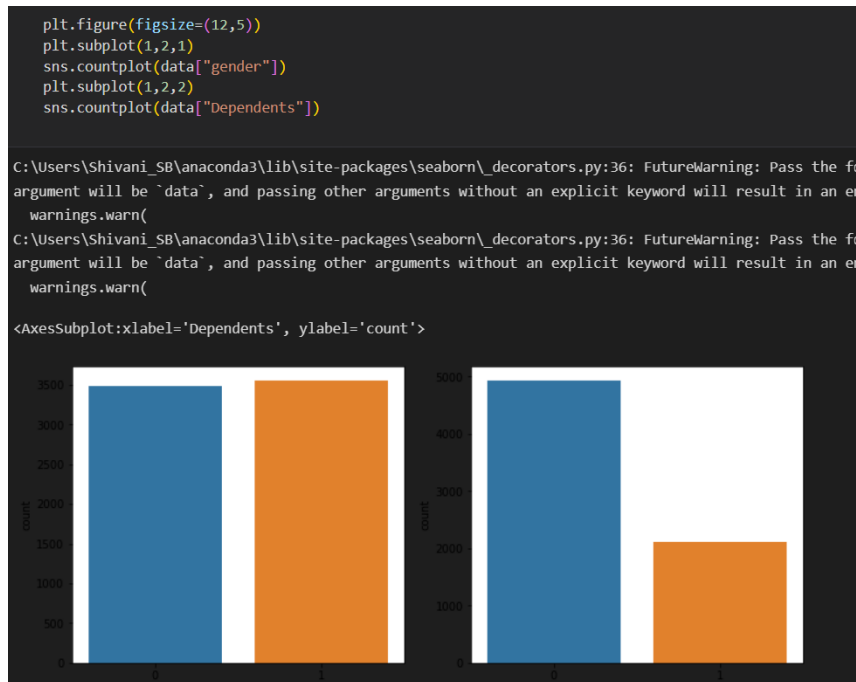 plt.figure(figsize=(12,5))
plt.subplot(1,2,1)
sns.countplot(data["gender"])
plt.subplot(1,2,2)
sns.countplot(data["Dependents"])
C:\Users\Shivani_SB\anaconda3\lib\site-packages\seaborn\_decorators.py:36: FutureWarning: Pass the
argument will be `data`, and passing other arguments without an explicit keyword will result in an
warnings.warn(
C:\Users\Shivani_SB\anaconda3\lib\site-packages\seaborn\_decorators.py:36: FutureWarning: Pass the
argument will be `data`, and passing other arguments without an explicit keyword will result in an
warnings.warn(
<AxesSubplot:xlabel='Dependents', ylabel='count'>
3500
3000
2500
2000
1500
1000
500
0
count
0 1
5000
4000
3000
2000
1000
0
count
0 1